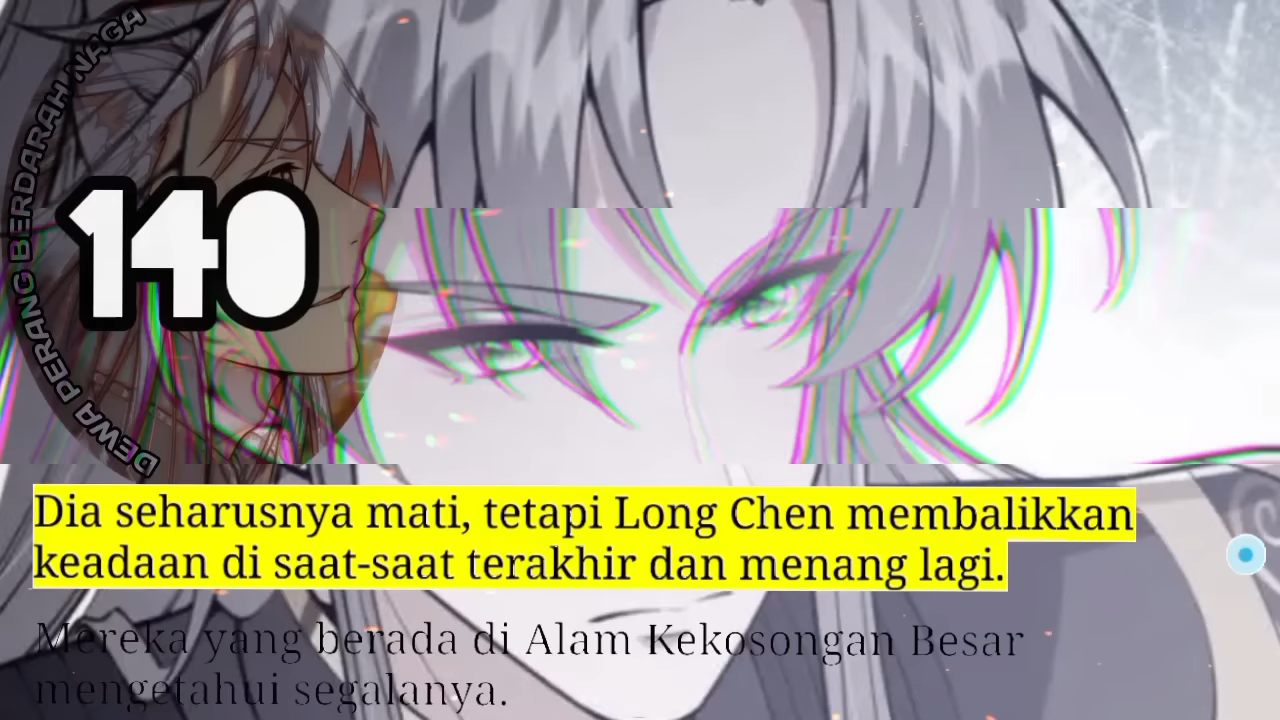 DEWA PERANG BERDARAH NAGA
140
Dia seharusnya mati, tetapi Long Chen membalikkan
keadaan di saat-saat terakhir dan menang lagi.
Mereka yang berada di Alam Kekosongan Besar
mengetahui segalanya.